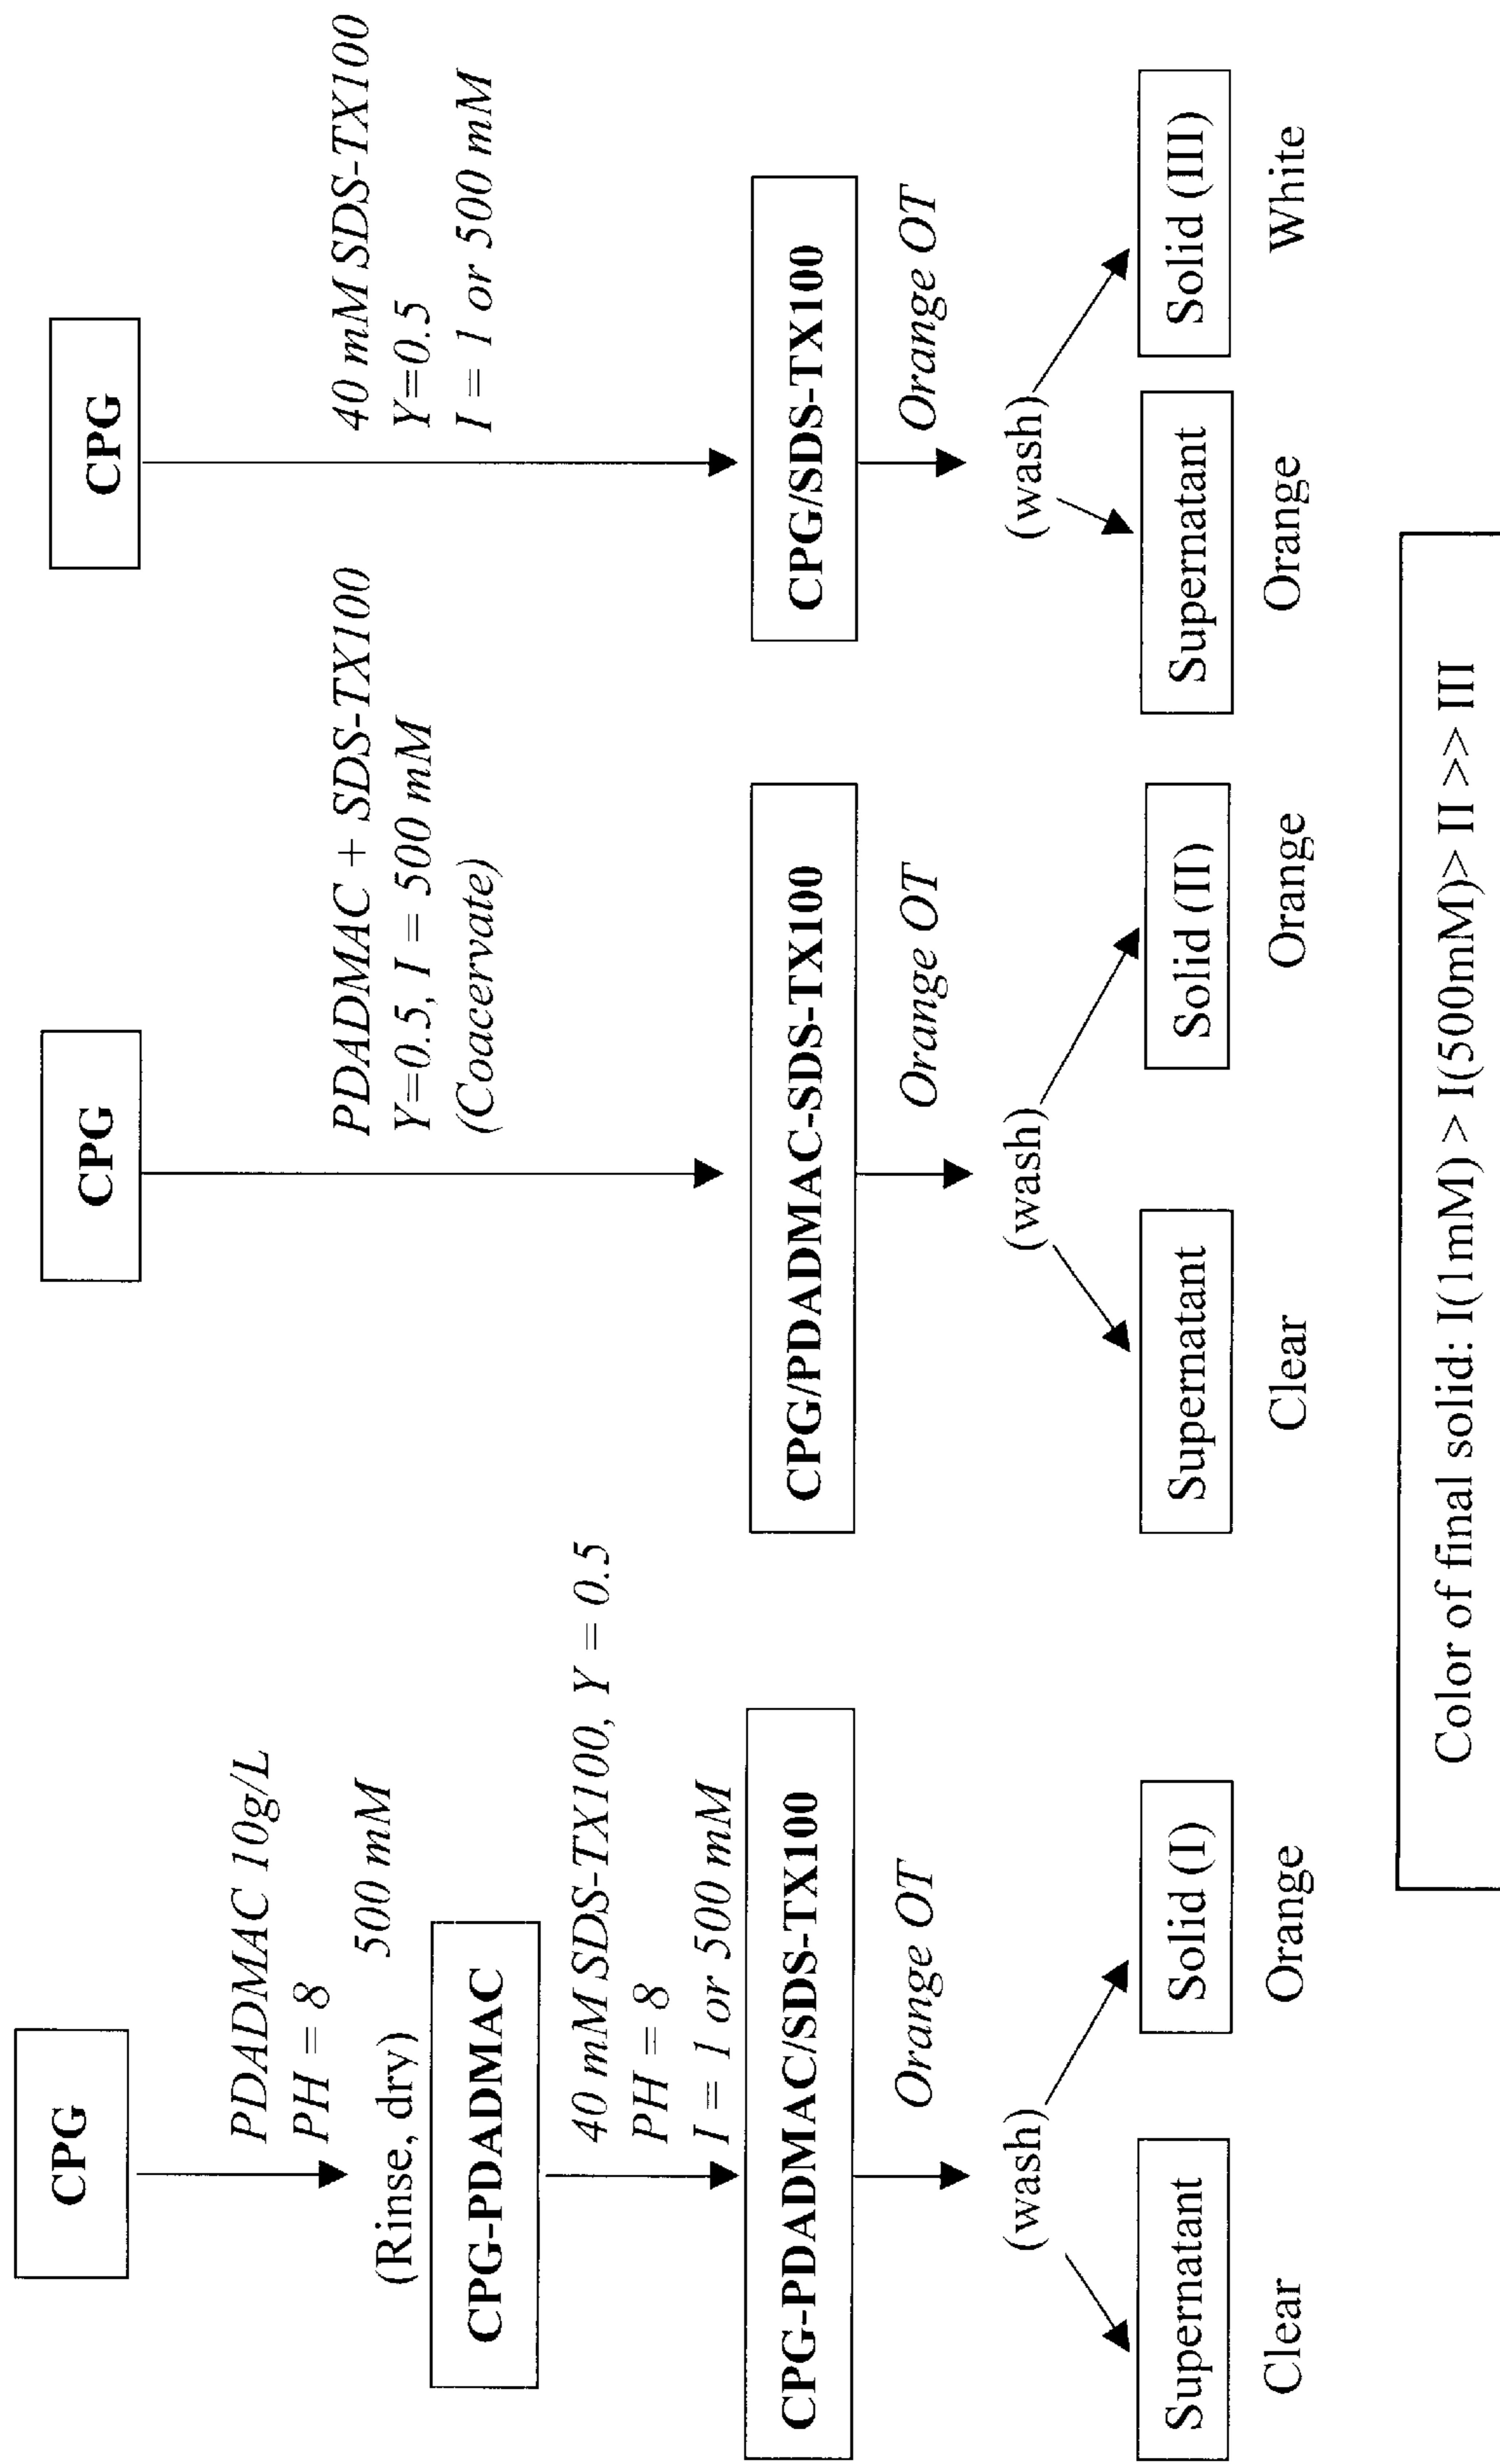 CPG
PDADMAC 10g/L
PH = 8
500 mM
(Rinse, dry)
CPG-PDADMAC
40 mM SDS-TX100, Y = 0.5
PH = 8
I = 1 or 500 mM
CPG-PDADMAC/SDS-TX100
Orange OT
(wash)
Supernatant
Solid (I)
Clear
Orange
CPG
PDADMAC + SDS-TX100
Y=0.5, I = 500 mM
(Coacervate)
CPG/PDADMAC-SDS-TX100
Orange OT
(wash)
Supernatant
Solid (II)
Clear
Orange
CPG
40 mM SDS-TX100
Y=0.5
I = 1 or 500 mM
CPG/SDS-TX100
Orange OT
(wash)
Supernatant
Solid (III)
Orange
White
Color of final solid: I(1mM) > I(500mM)> II >> III